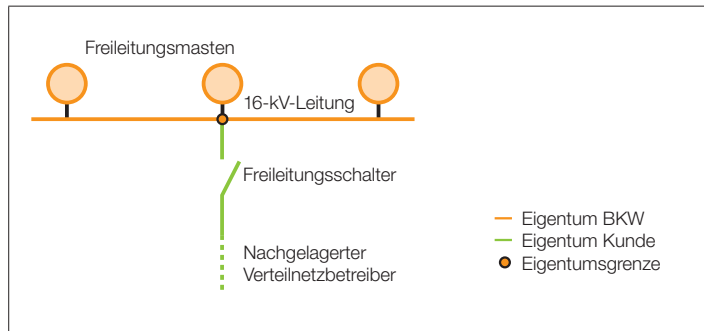 Freileitungsmasten
16-kV-Leitung
Freileitungsschalter
Nachgelagerter
Verteilnetzbetreiber
Eigentum BKW
Eigentum Kunde
Eigentumsgrenze